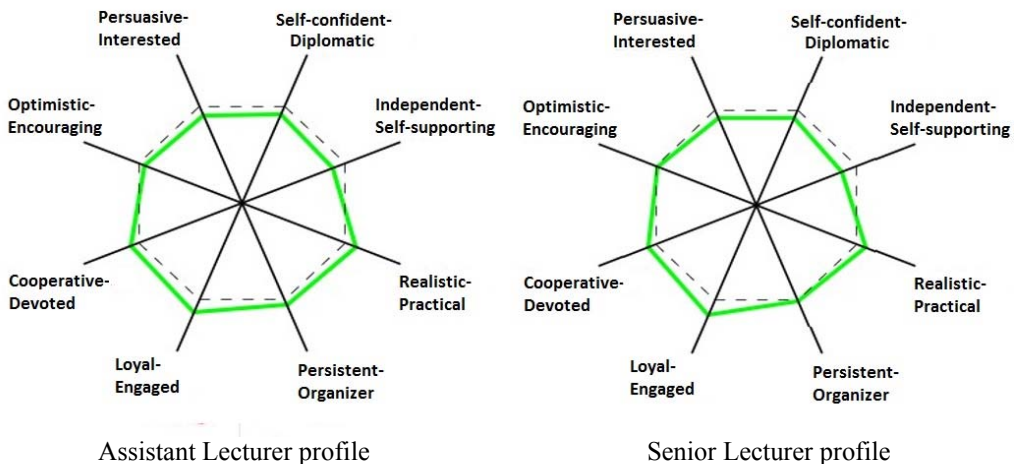 Persuasive-
Interested
Self-confident-
Diplomatic
Optimistic-
Encouraging
Independent-
Self-supporting
Cooperative-
Devoted
Realistic-
Practical
Loyal-
Engaged
Persistent-
Organizer
Assistant Lecturer profile
Persuasive-
Interested
Self-confident-
Diplomatic
Optimistic-
Encouraging
Independent-
Self-supporting
Cooperative-
Devoted
Realistic-
Practical
Loyal-
Engaged
Persistent-
Organizer
Senior Lecturer profile